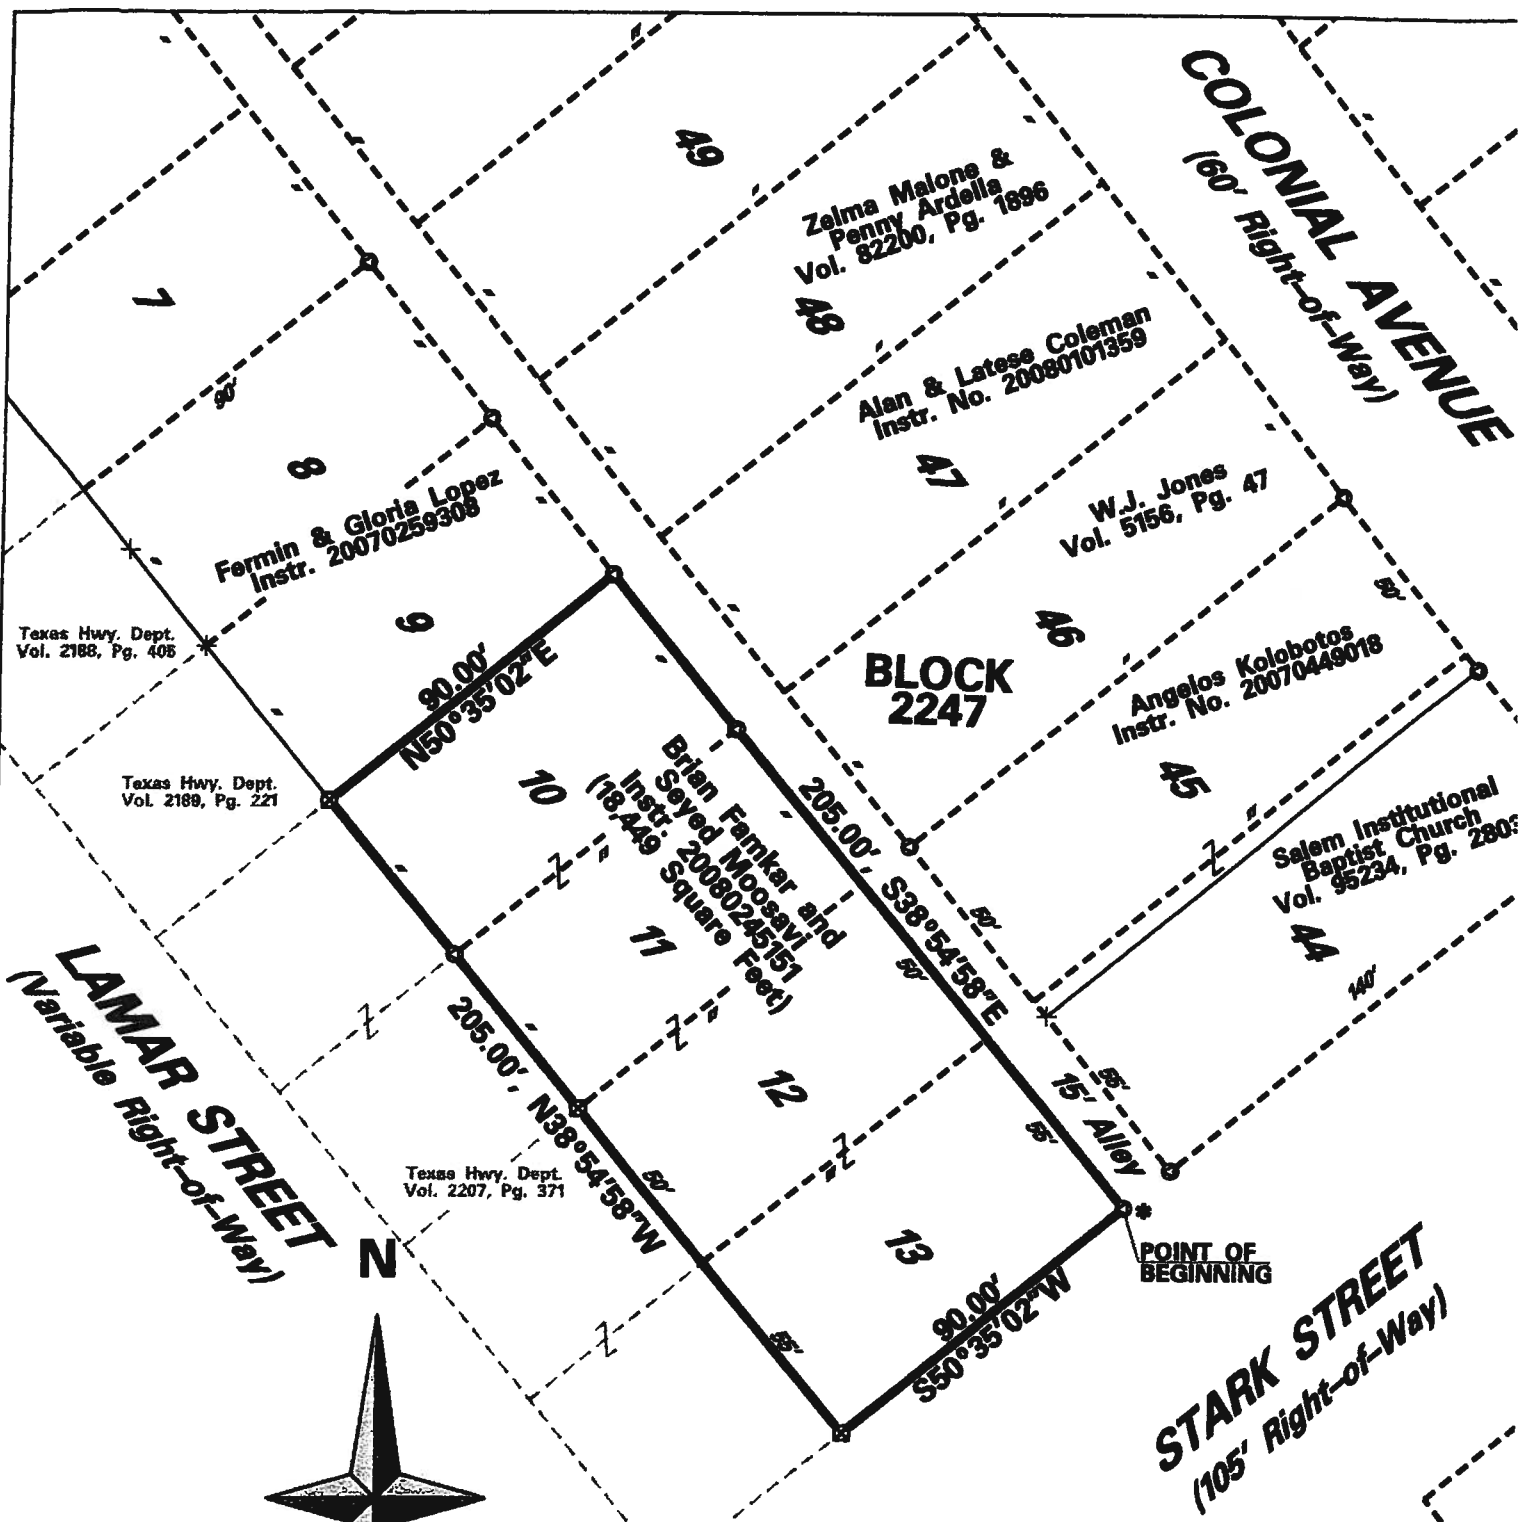 COLONIAL AVENUE
(60' Right-of-Way)
49
Zelma Malone &
Penny Ardella
Vol. 82200, Pg. 1896
48
7
Alan & Latese Coleman
Instr. No. 20080101359
47
90'
8
Fermin & Gloria Lopez
Instr. 20070259308
9
W.J. Jones
Vol. 5156, Pg. 47
46
50'
Texas Hwy. Dept.
Vol. 2188, Pg. 405
90.00'
N50°35'02"E
BLOCK
2247
Angelos Kolobotos
Instr. No. 20070449018
45
Texas Hwy. Dept.
Vol. 2189, Pg. 221
10
Brian Famkar and
Seyed Moosavi
Instr. 20080245151
(18,449 Square Feet)
205.00', S38°54'58"E
Salem Institutional
Baptist Church
Vol. 95234, Pg. 2803
44
140'
11
50'
50'
LAMAR STREET
(Variable Right-of-Way)
205.00', N38°54'58"W
12
15' Alley
55'
55'
Texas Hwy. Dept.
Vol. 2207, Pg. 371
50'
13
*
POINT OF
BEGINNING
N
90.00'
S50°35'02"W
55'
STARK STREET
(105' Right-of-Way)